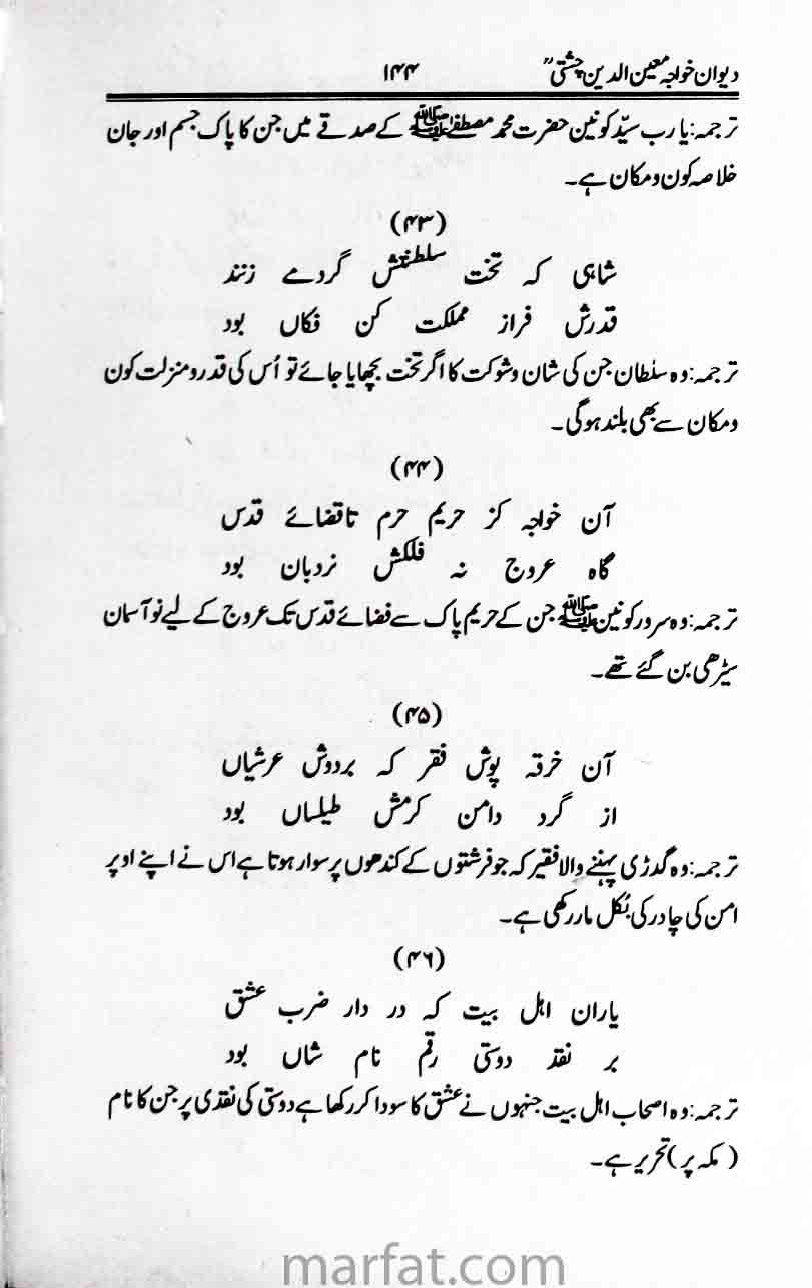 دیوان خواجہ معین الدین چشتیؒ ۱۴۴
ترجمہ: یا رب سیّد کونین حضرت محمد مصطفےٰ ﷺ کے صدقے میں جن کا پاک جسم اور جان
خلاصہ کون ومکان ہے۔
(۴۳)
شاہی کہ تخت سلطنتش گردمے زنند
قدرش فراز مملکت کن فکاں بود
ترجمہ: وہ سلطان جن کی شان وشوکت کا اگر تخت بچھایا جائے تو اُس کی قدر ومنزلت کون
ومکان سے بھی بلند ہوگی۔
(۴۴)
آن خواجہ کز حریم حرم تاقضائے قدس
گاہ عروج نہ فلکش نردبان بود
ترجمہ: وہ سرور کونین ﷺ جن کے حریم پاک سے فضائے قدس تک عروج کے لیے نو آسمان
سیڑھی بن گئے تھے۔
(۴۵)
آن خرقہ پوش فقر کہ بردوش عرشیاں
از گرد دامن کرمش طیلساں بود
ترجمہ: وہ گدڑی پہننے والا فقیر کہ جو فرشتوں کے کندھوں پر سوار ہوتا ہے اس نے اپنے اوپر
امن کی چادر کی بُکل مار رکھی ہے۔
(۴۶)
یاران اہل بیت کہ در دار ضرب عشق
بر نقد دوستی رقم نام شاں بود
ترجمہ: وہ اصحاب اہل بیت جنہوں نے عشق کا سودا کر رکھا ہے دوستی کی نقدی پر جن کا نام
(مکہ پر) تحریر ہے۔
marfat.com